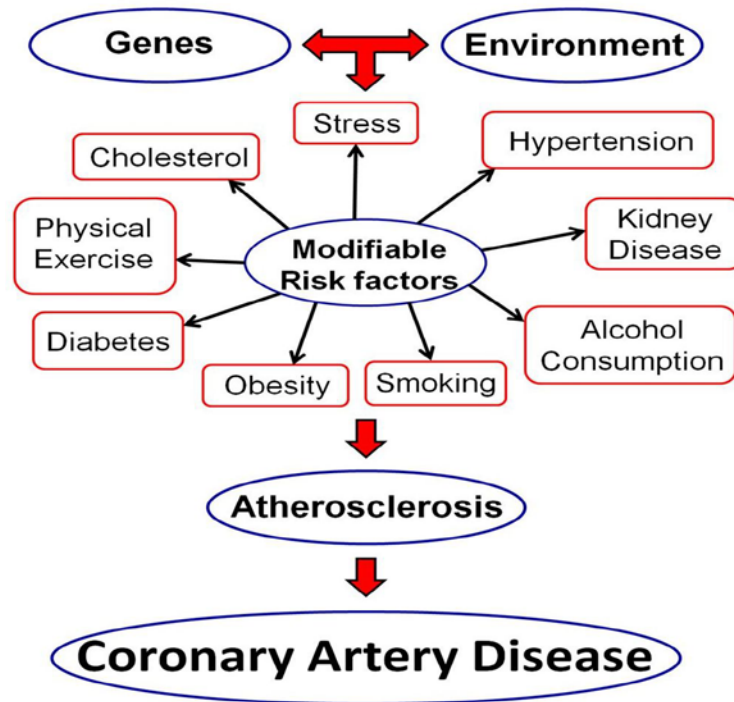 Genes
Environment
Stress
Hypertension
Cholesterol
Kidney
Disease
Physical
Exercise
Modifiable
Risk factors
Diabetes
Alcohol
Consumption
Obesity
Smoking
Atherosclerosis
Coronary Artery Disease